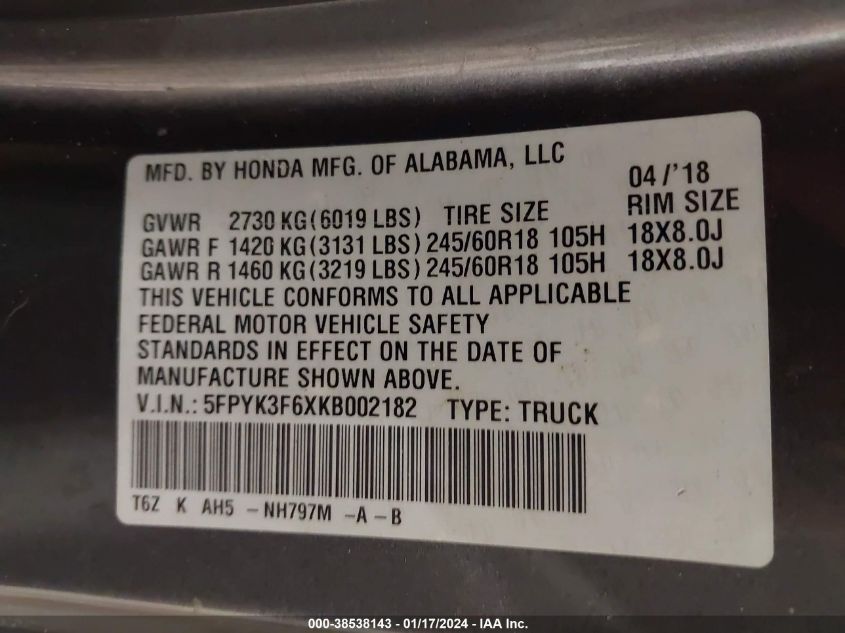 MFD. BY HONDA MFG. OF ALABAMA, LLC 04/'18
GVWR 2730 KG(6019 LBS) TIRE SIZE RIM SIZE
GAWR F 1420 KG(3131 LBS) 245/60R18 105H 18X8.0J
GAWR R 1460 KG(3219 LBS) 245/60R18 105H 18X8.0J
THIS VEHICLE CONFORMS TO ALL APPLICABLE
FEDERAL MOTOR VEHICLE SAFETY
STANDARDS IN EFFECT ON THE DATE OF
MANUFACTURE SHOWN ABOVE.
V.I.N.: 5FPYK3F6XKB002182 TYPE: TRUCK
T6Z K AH5 -NH797M -A-B
000-38538143 - 01/17/2024 - IAA Inc.